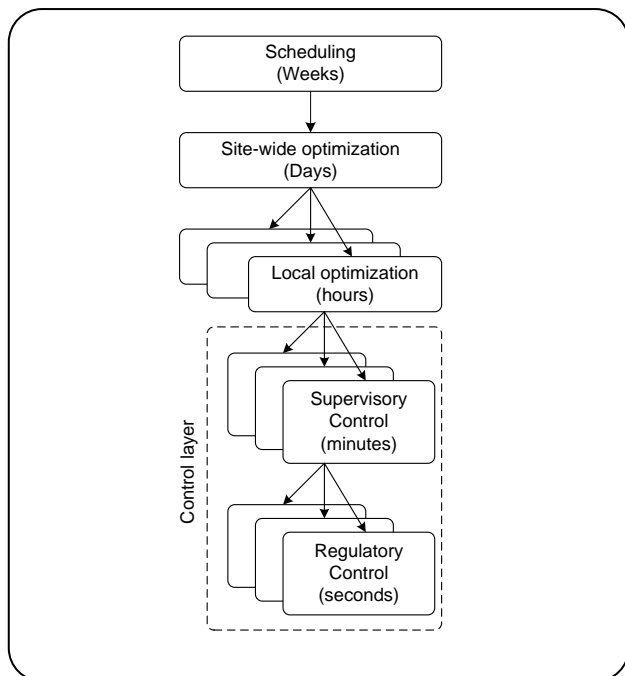 Scheduling
(Weeks)
Site-wide optimization
(Days)
Local optimization
(hours)
Control layer
Supervisory
Control
(minutes)
Regulatory
Control
(seconds)